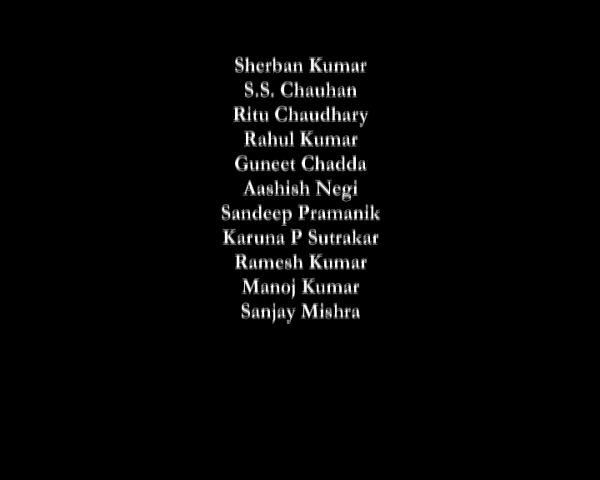 Sherban Kumar
S.S. Chauhan
Ritu Chaudhary
Rahul Kumar
Guneet Chadda
Aashish Negi
Sandeep Pramanik
Karuna P Sutrakar
Ramesh Kumar
Manoj Kumar
Sanjay Mishra